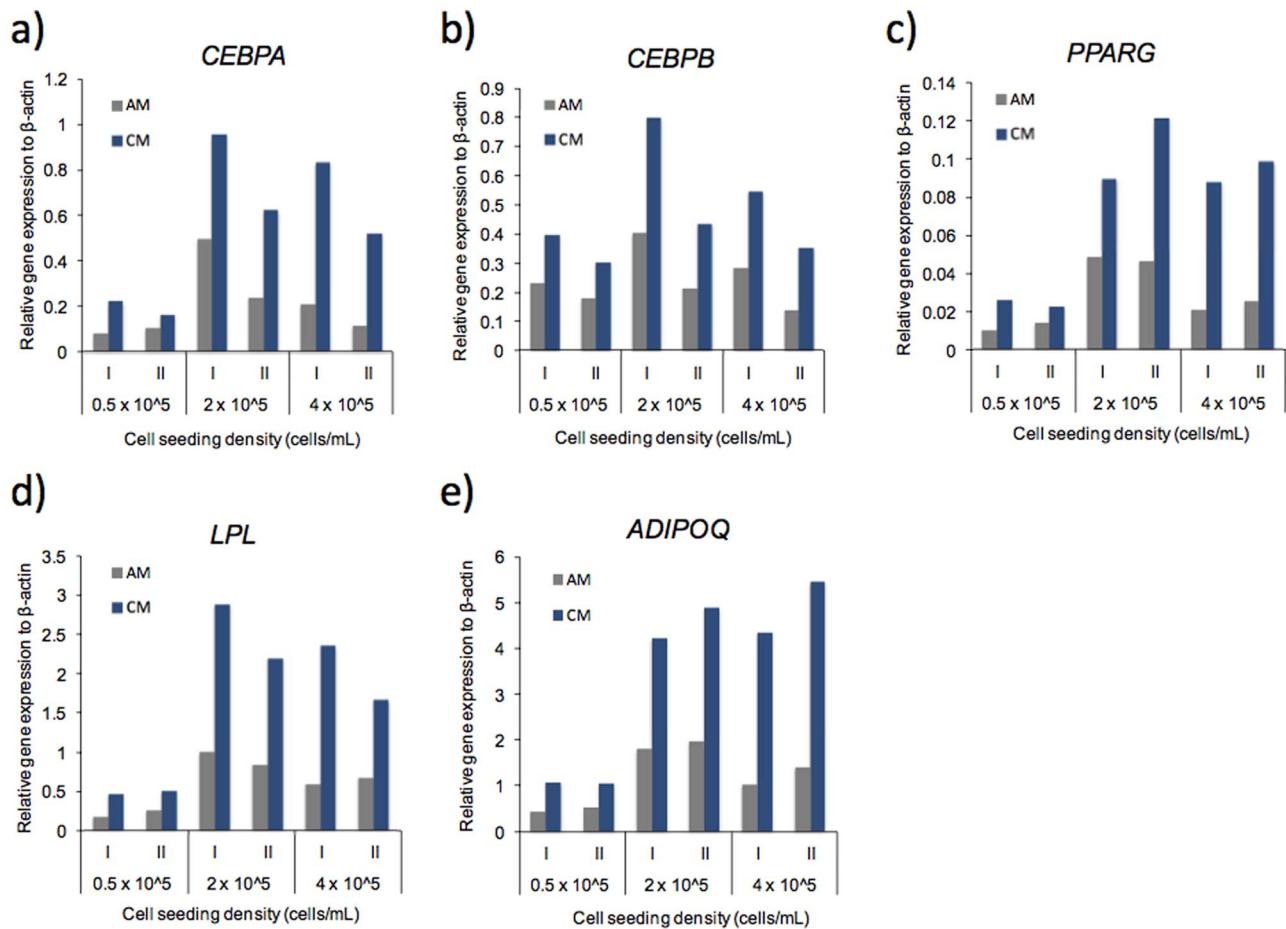 a)
CEBPA
Relative gene expression to β-actin
1.2
1
0.8
0.6
0.4
0.2
0
AM
CM
I II I II I II
0.5 x 10^5 2 x 10^5 4 x 10^5
Cell seeding density (cells/mL)
b)
CEBPB
Relative gene expression to β-actin
0.9
0.8
0.7
0.6
0.5
0.4
0.3
0.2
0.1
0
AM
CM
I II I II I II
0.5 x 10^5 2 x 10^5 4 x 10^5
Cell seeding density (cells/mL)
c)
PPARG
Relative gene expression to β-actin
0.14
0.12
0.1
0.08
0.06
0.04
0.02
0
AM
CM
I II I II I II
0.5 x 10^5 2 x 10^5 4 x 10^5
Cell seeding density (cells/mL)
d)
LPL
Relative gene expression to β-actin
3.5
3
2.5
2
1.5
1
0.5
0
AM
CM
I II I II I II
0.5 x 10^5 2 x 10^5 4 x 10^5
Cell seeding density (cells/mL)
e)
ADIPOQ
Relative gene expression to β-actin
6
5
4
3
2
1
0
AM
CM
I II I II I II
0.5 x 10^5 2 x 10^5 4 x 10^5
Cell seeding density (cells/mL)